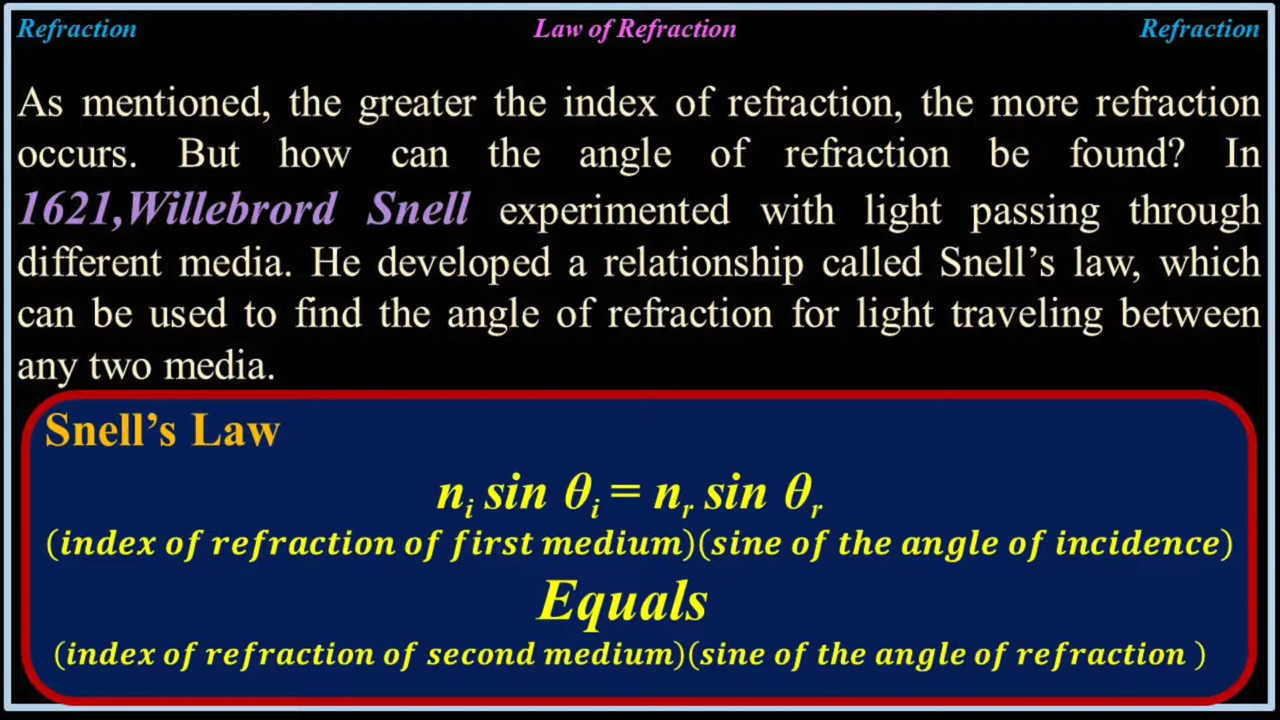 Refraction Law of Refraction Refraction
As mentioned, the greater the index of refraction, the more refraction
occurs. But how can the angle of refraction be found? In
1621,Willebrord Snell experimented with light passing through
different media. He developed a relationship called Snell’s law, which
can be used to find the angle of refraction for light traveling between
any two media.
Snell’s Law
nᵢ sin θᵢ = nᵣ sin θᵣ
(index of refraction of first medium)(sine of the angle of incidence)
Equals
(index of refraction of second medium)(sine of the angle of refraction )